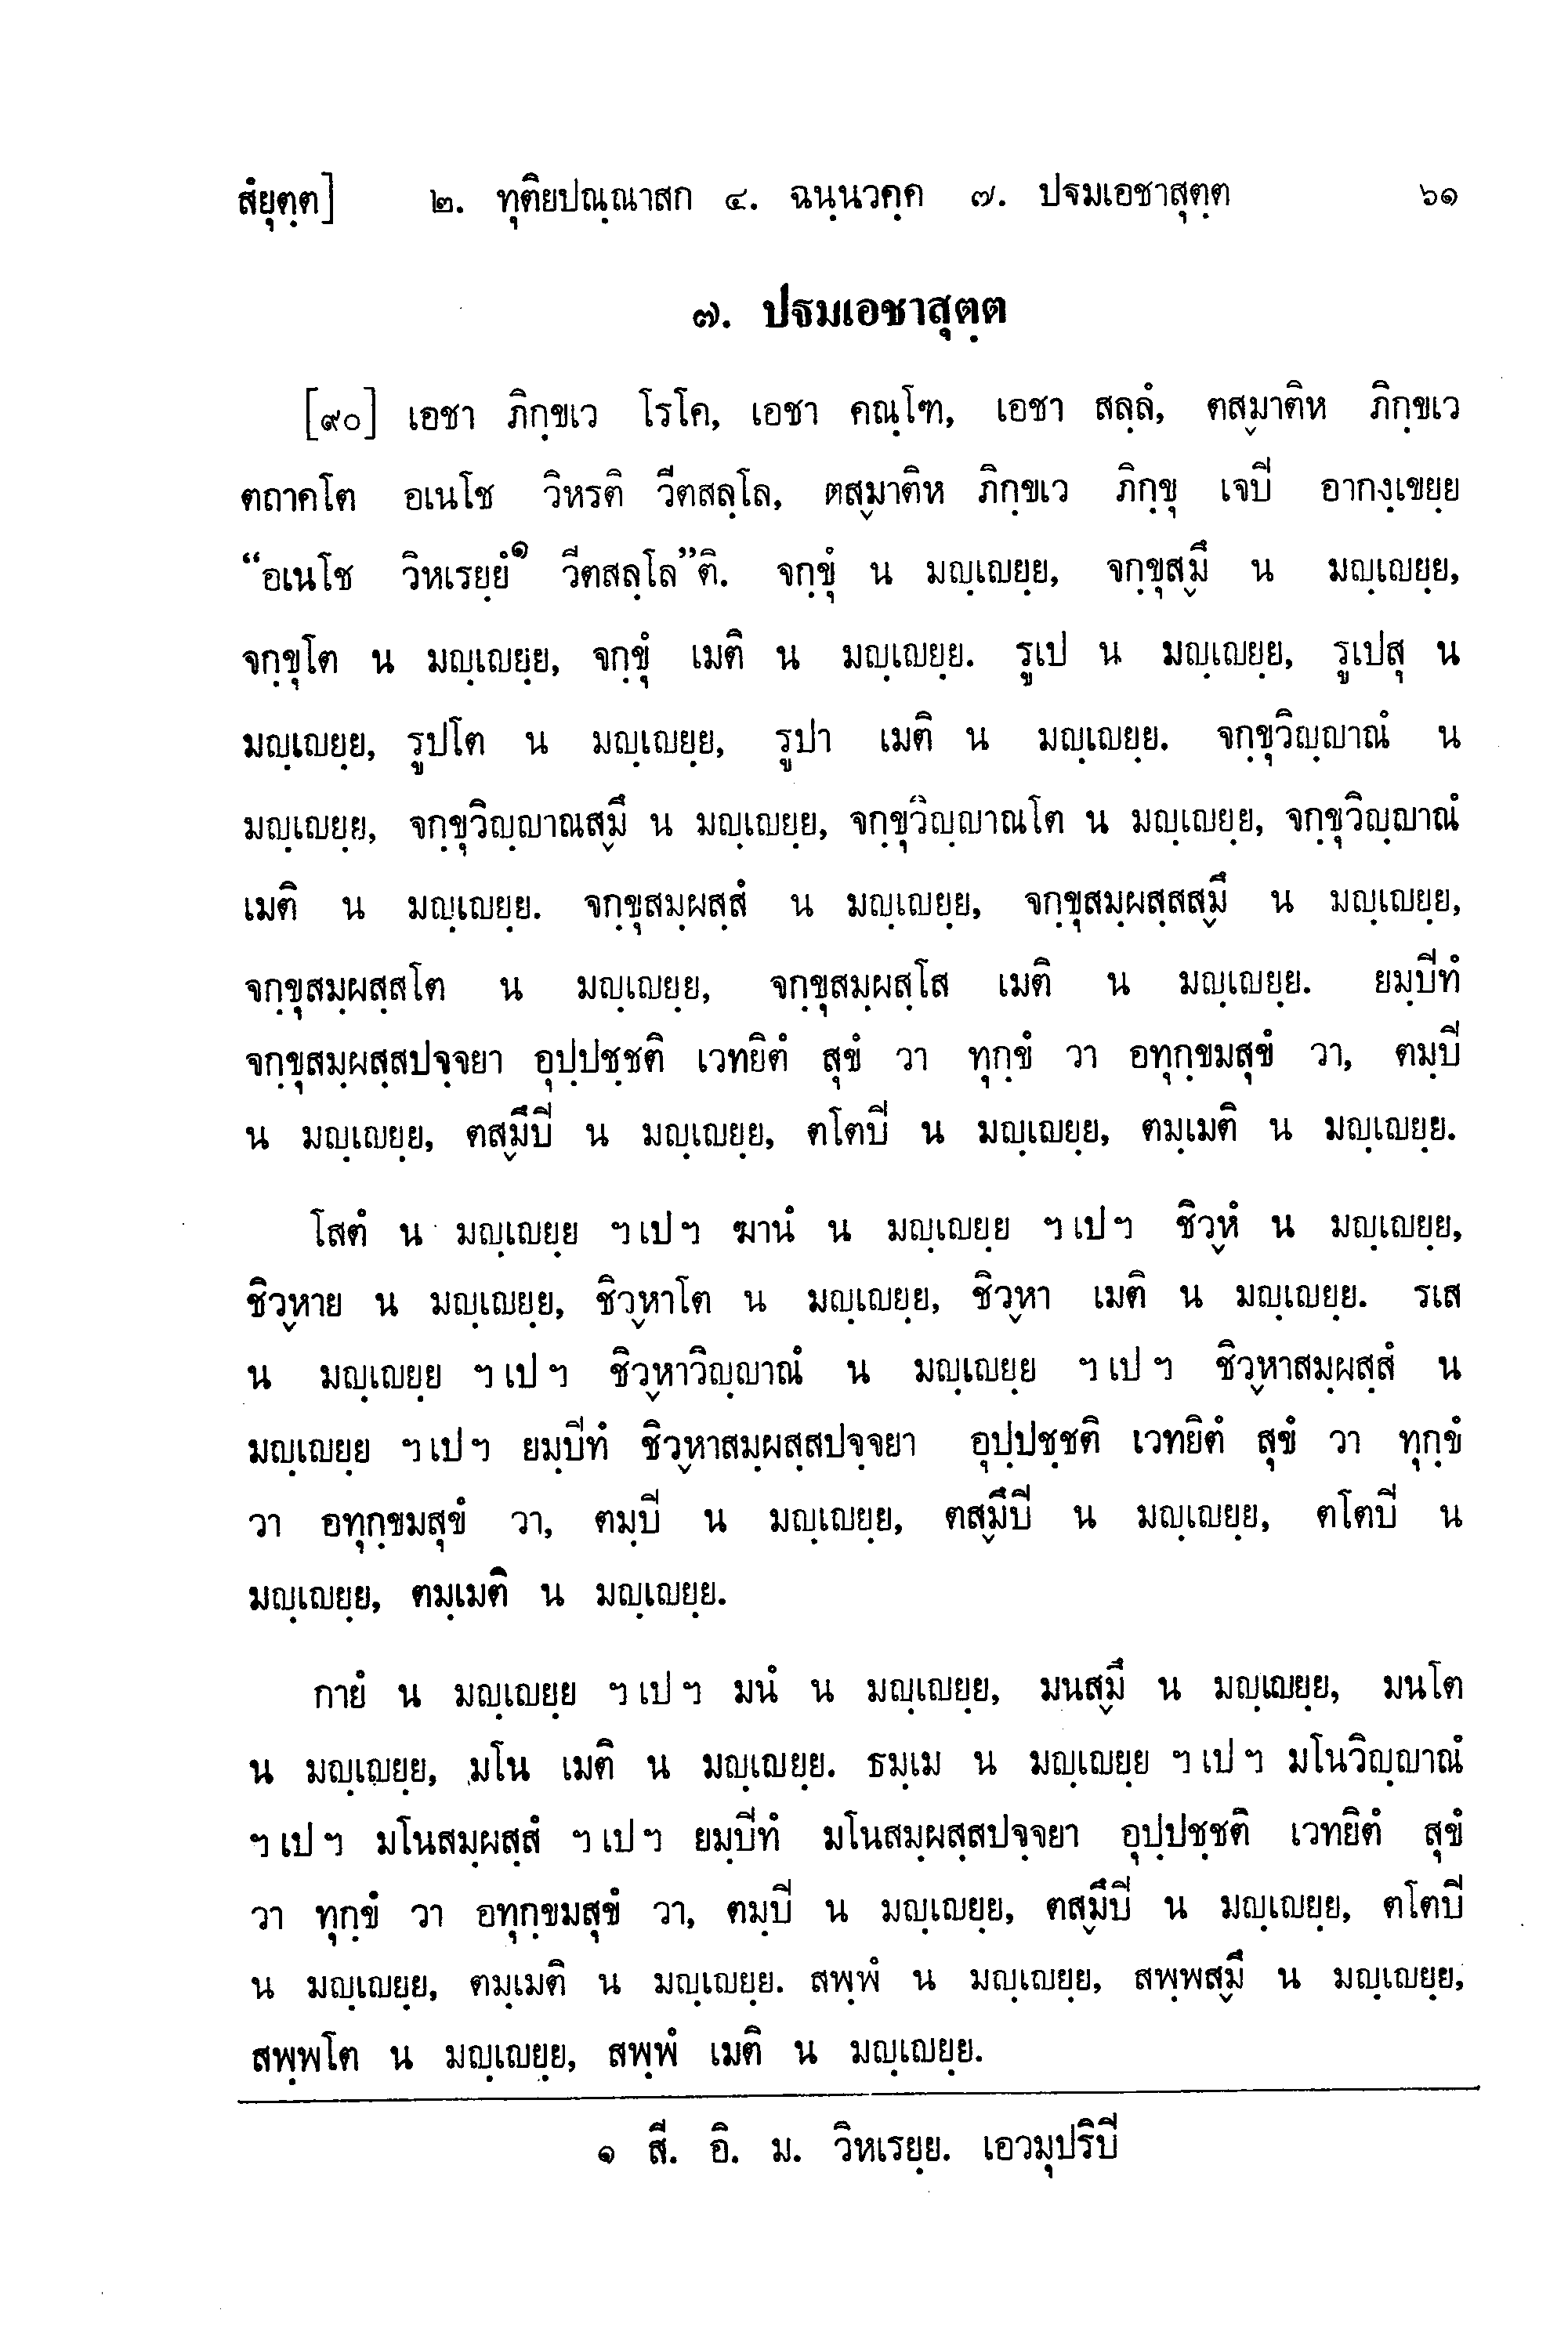 สํยุตฺต] ๒. ทุติยปณฺณาสก ๔. ฉนฺนวคฺค ๗. ปฐมเอชาสุตฺต ๖๑
๗. ปฐมเอชาสุตฺต
[๙๐] เอชา ภิกฺขเว โรโค, เอชา คณฺโฑ, เอชา สลฺลํ, ตสฺมาติห ภิกฺขเว
ตถาคโต อเนโช วิหรติ วีตสลฺโล, ตสฺมาติห ภิกฺขเว ภิกฺขุ เจปิ อากงฺเขยฺย
“อเนโช วิหเรยฺยํ๑ วีตสลฺโล”ติ. จกฺขุํ น มญฺเญยฺย, จกฺขุสฺมึ น มญฺเญยฺย,
จกฺขุโต น มญฺเญยฺย, จกฺขุํ เมติ น มญฺเญยฺย. รูเป น มญฺเญยฺย, รูเปสุ น
มญฺเญยฺย, รูปโต น มญฺเญยฺย, รูปา เมติ น มญฺเญยฺย. จกฺขุวิญฺญาณํ น
มญฺเญยฺย, จกฺขุวิญฺญาณสฺมึ น มญฺเญยฺย, จกฺขุวิญฺญาณโต น มญฺเญยฺย, จกฺขุวิญฺญาณํ
เมติ น มญฺเญยฺย. จกฺขุสมฺผสฺสํ น มญฺเญยฺย, จกฺขุสมฺผสฺสสฺมึ น มญฺเญยฺย,
จกฺขุสมฺผสฺสโต น มญฺเญยฺย, จกฺขุสมฺผสฺโส เมติ น มญฺเญยฺย. ยมฺปิทํ
จกฺขุสมฺผสฺสปจฺจยา อุปฺปชฺชติ เวทยิตํ สุขํ วา ทุกฺขํ วา อทุกฺขมสุขํ วา, ตมฺปิ
น มญฺเญยฺย, ตสฺมึปิ น มญฺเญยฺย, ตโตปิ น มญฺเญยฺย, ตมฺเมติ น มญฺเญยฺย.
โสตํ น มญฺเญยฺย ฯเปฯ ฆานํ น มญฺเญยฺย ฯเปฯ ชิวฺหํ น มญฺเญยฺย,
ชิวฺหาย น มญฺเญยฺย, ชิวฺหาโต น มญฺเญยฺย, ชิวฺหา เมติ น มญฺเญยฺย. รเส
น มญฺเญยฺย ฯเปฯ ชิวฺหาวิญฺญาณํ น มญฺเญยฺย ฯเปฯ ชิวฺหาสมฺผสฺสํ น
มญฺเญยฺย ฯเปฯ ยมฺปิทํ ชิวฺหาสมฺผสฺสปจฺจยา อุปฺปชฺชติ เวทยิตํ สุขํ วา ทุกฺขํ
วา อทุกฺขมสุขํ วา, ตมฺปิ น มญฺเญยฺย, ตสฺมึปิ น มญฺเญยฺย, ตโตปิ น
มญฺเญยฺย, ตมฺเมติ น มญฺเญยฺย.
กายํ น มญฺเญยฺย ฯเปฯ มนํ น มญฺเญยฺย, มนสฺมึ น มญฺเญยฺย, มนโต
น มญฺเญยฺย, มโน เมติ น มญฺเญยฺย. ธมฺเม น มญฺเญยฺย ฯเปฯ มโนวิญฺญาณํ
ฯเปฯ มโนสมฺผสฺสํ ฯเปฯ ยมฺปิทํ มโนสมฺผสฺสปจฺจยา อุปฺปชฺชติ เวทยิตํ สุขํ
วา ทุกฺขํ วา อทุกฺขมสุขํ วา, ตมฺปิ น มญฺเญยฺย, ตสฺมึปิ น มญฺเญยฺย, ตโตปิ
น มญฺเญยฺย, ตมฺเมติ น มญฺเญยฺย. สพฺพํ น มญฺเญยฺย, สพฺพสฺมึ น มญฺเญยฺย,
สพฺพโต น มญฺเญยฺย, สพฺพํ เมติ น มญฺเญยฺย.
๑ สี. อิ. ม. วิหเรยฺย. เอวมุปริปิ